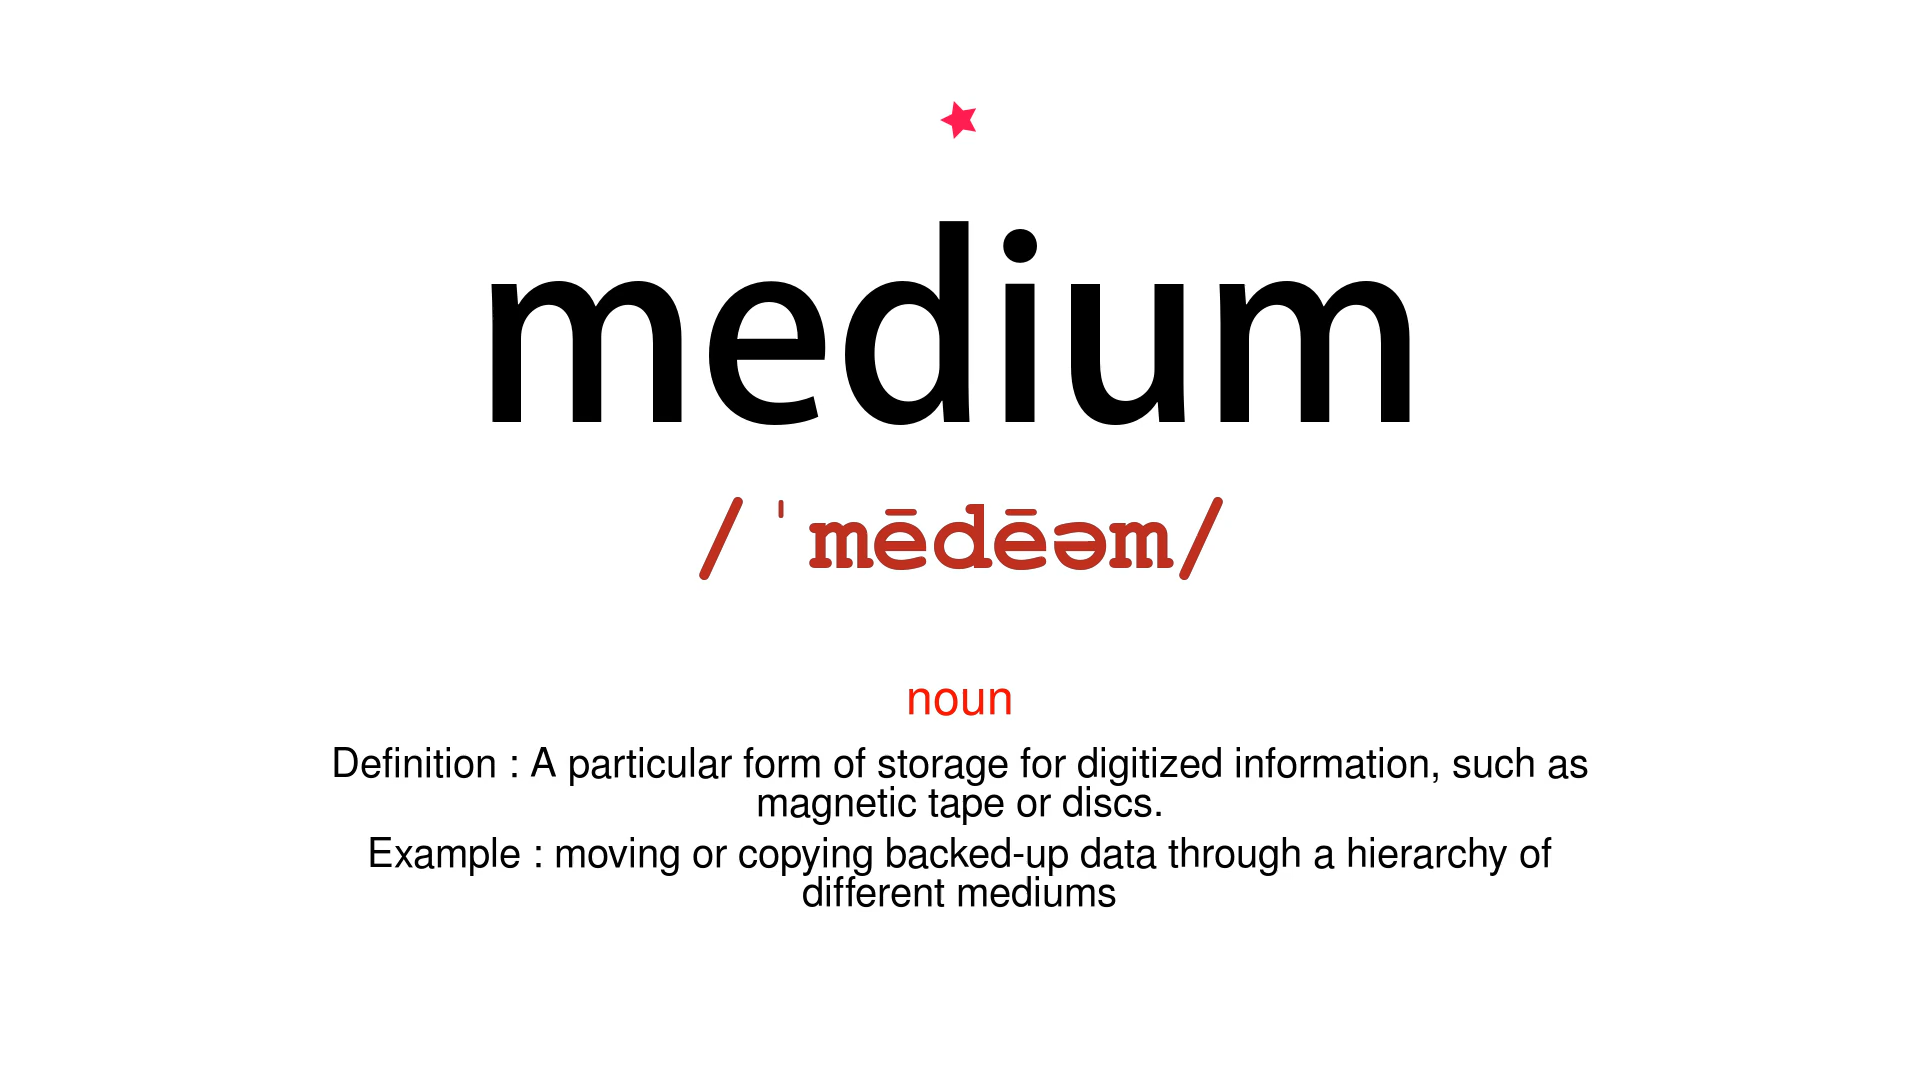 medium
/ˈmēdēəm/
noun
Definition : A particular form of storage for digitized information, such as
magnetic tape or discs.
Example : moving or copying backed-up data through a hierarchy of
different mediums